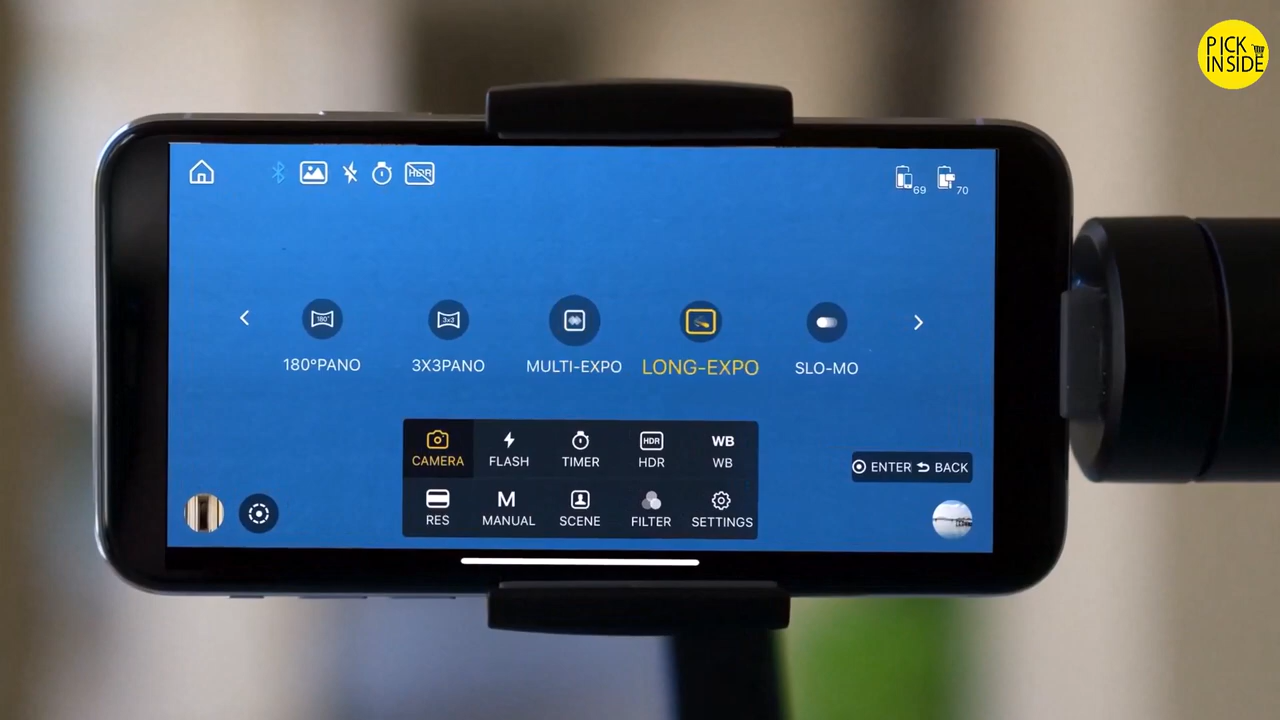 PICK
INSIDE
HDR
69
70
180°
3x3
180°PANO
3X3PANO
MULTI-EXPO
LONG-EXPO
SLO-MO
HDR
WB
CAMERA
FLASH
TIMER
HDR
WB
ENTER
BACK
M
RES
MANUAL
SCENE
FILTER
SETTINGS